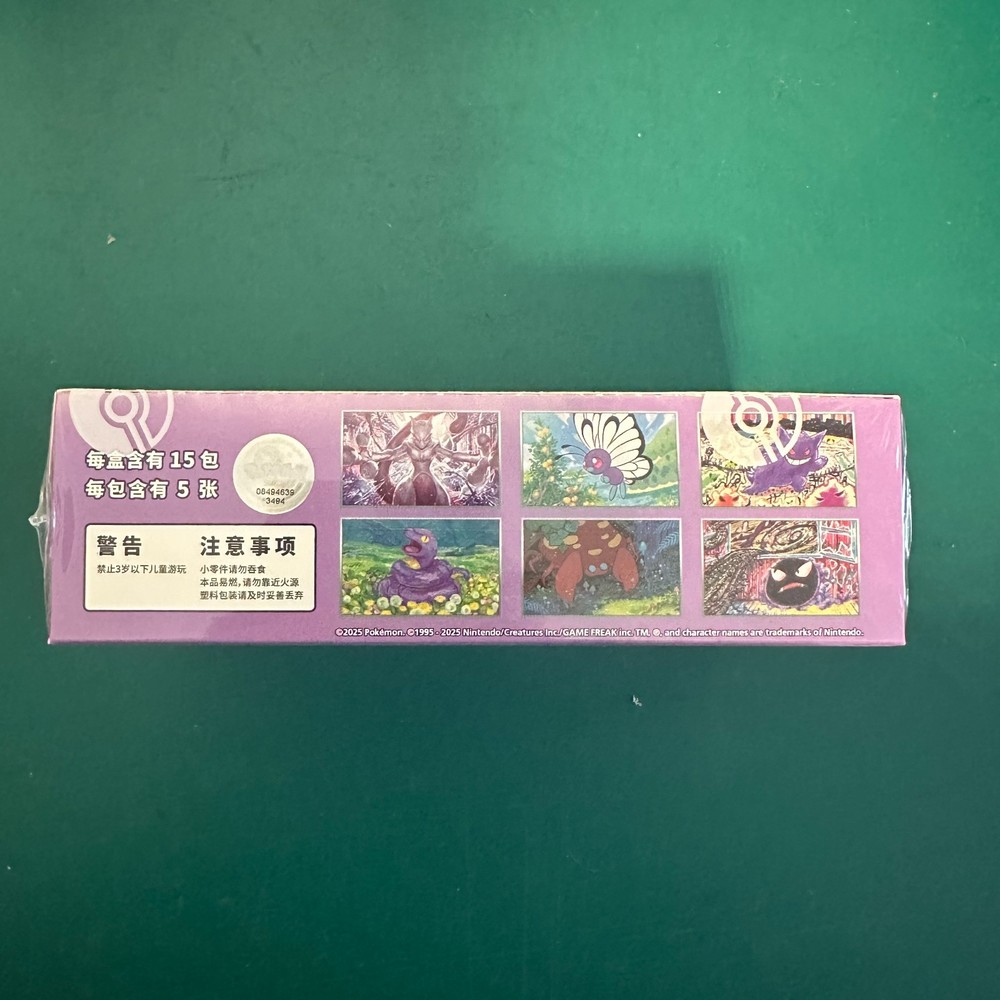 每盒含有 15 包
每包含有 5 张
08494639
3494
警告
禁止3岁以下儿童游玩
注意事项
小零件请勿吞食
本品易燃,请勿靠近火源
塑料包装请及时妥善丢弃
©2025 Pokémon. ©1995 - 2025 Nintendo/Creatures Inc./GAME FREAK inc. TM, ®, and character names are trademarks of Nintendo.